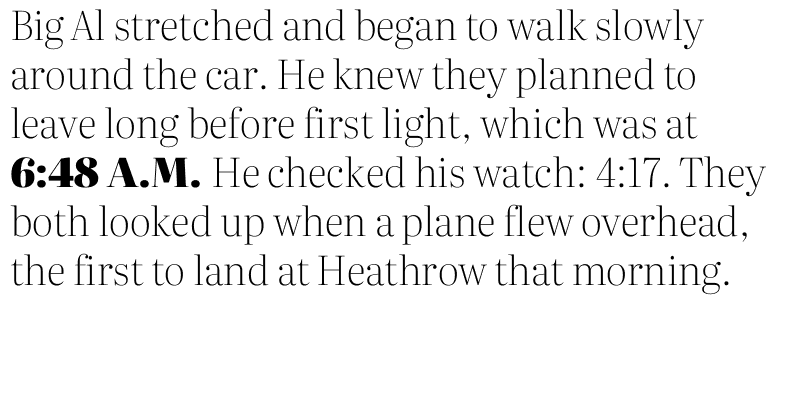 Big Al stretched and began to walk slowly
around the car. He knew they planned to
leave long before first light, which was at
6:48 A.M. He checked his watch: 4:17. They
both looked up when a plane flew overhead,
the first to land at Heathrow that morning.